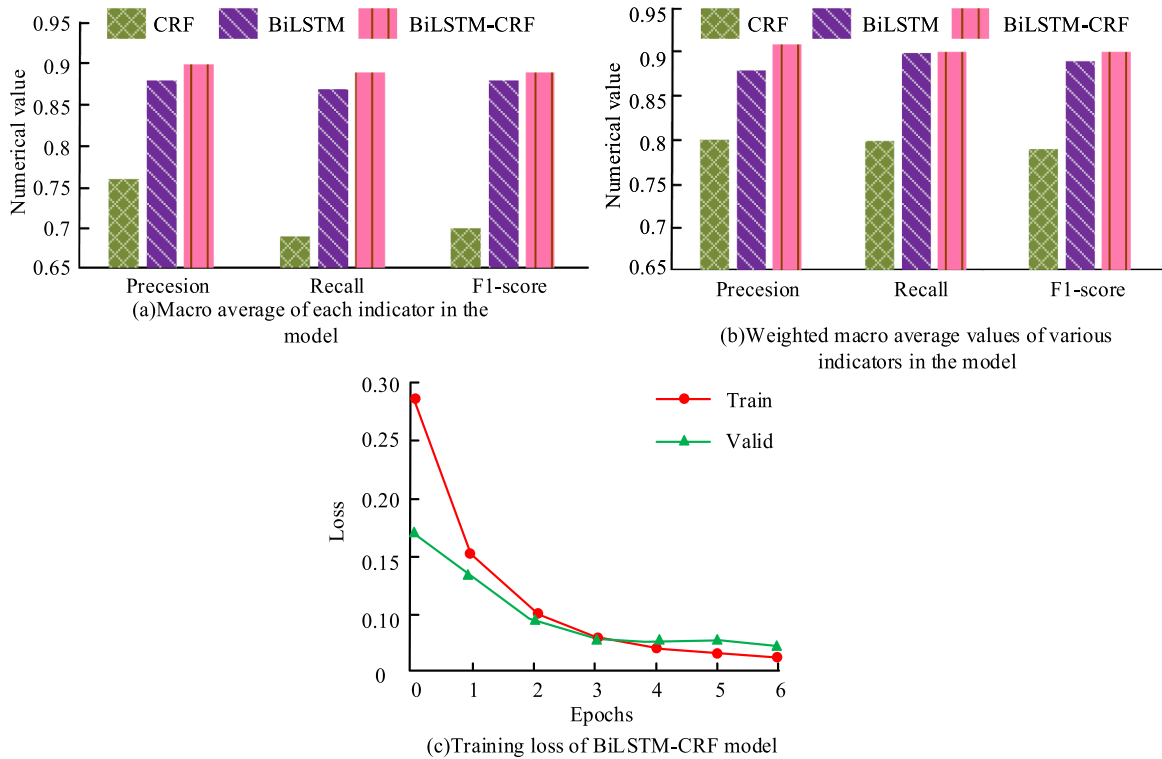 0.95
0.9
0.85
0.8
0.75
0.7
0.65
Numerical value
CRF BiLSTM BiLSTM-CRF
Precesion Recall F1-score
(a)Macro average of each indicator in the
model
0.95
0.9
0.85
0.8
0.75
0.7
0.65
Numerical value
CRF BiLSTM BiLSTM-CRF
Precesion Recall F1-score
(b)Weighted macro average values of various
indicators in the model
0.30
0.25
0.20
0.15
0.10
0
Loss
Train
Valid
0 1 2 3 4 5 6
Epochs
(c)Training loss of BiLSTM-CRF model